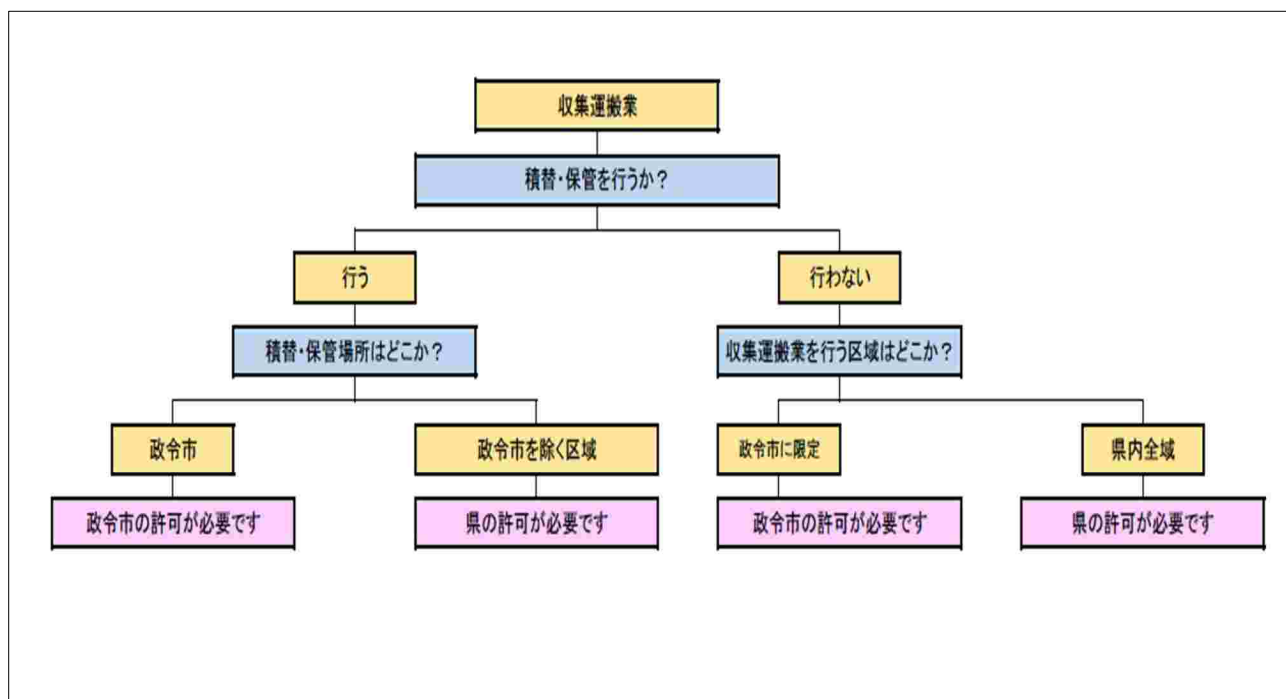 収集運搬業
積替・保管を行うか？
行う
行わない
積替・保管場所はどこか？
収集運搬業を行う区域はどこか？
政令市
政令市を除く区域
政令市に限定
県内全域
政令市の許可が必要です
県の許可が必要です
政令市の許可が必要です
県の許可が必要です